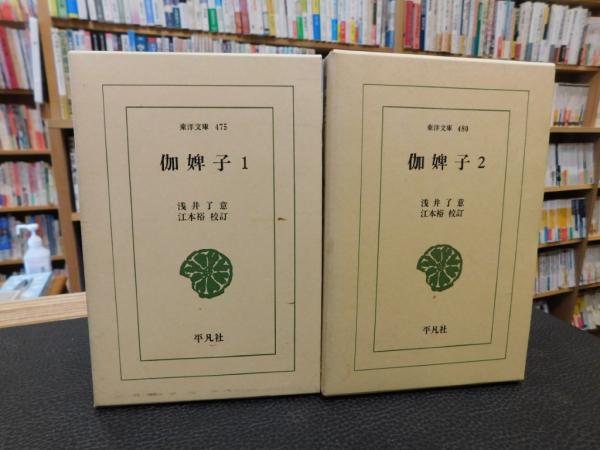 東洋文庫 475
伽婢子 1
浅井了意
江本裕 校訂
平凡社
東洋文庫 480
伽婢子 2
浅井了意
江本裕 校訂
平凡社